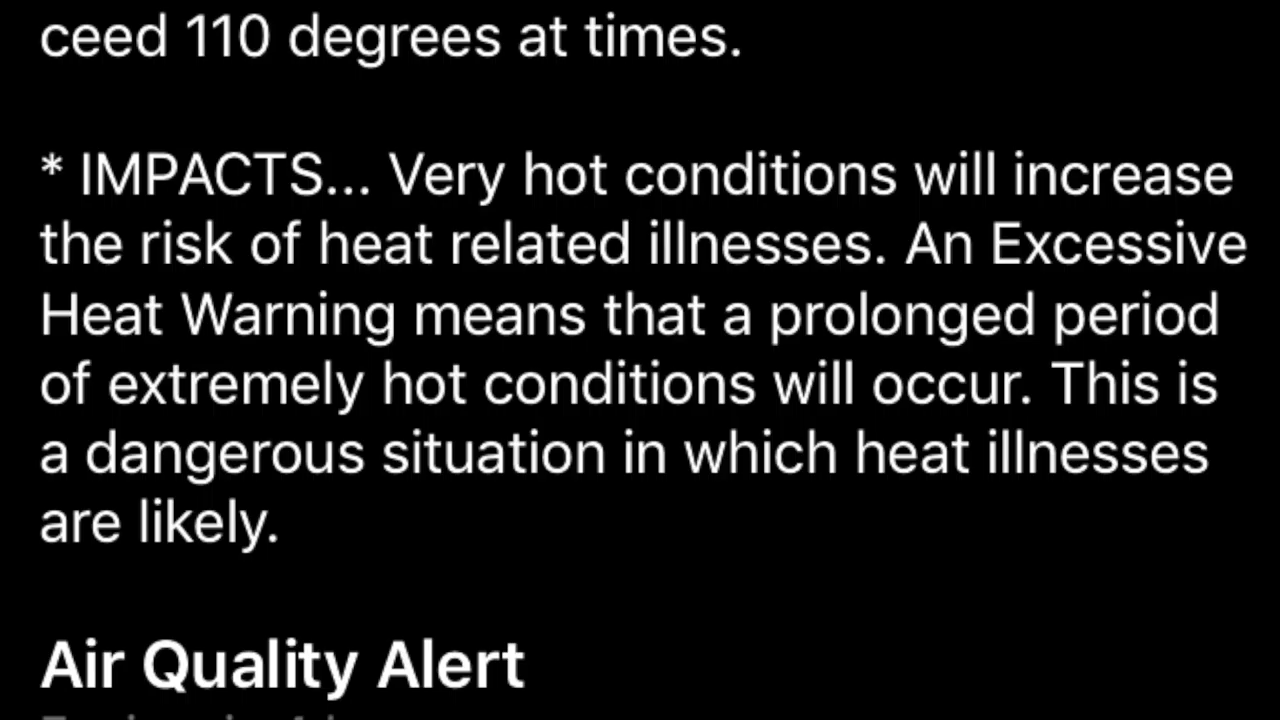 ceed 110 degrees at times.
* IMPACTS... Very hot conditions will increase
the risk of heat related illnesses. An Excessive
Heat Warning means that a prolonged period
of extremely hot conditions will occur. This is
a dangerous situation in which heat illnesses
are likely.
Air Quality Alert